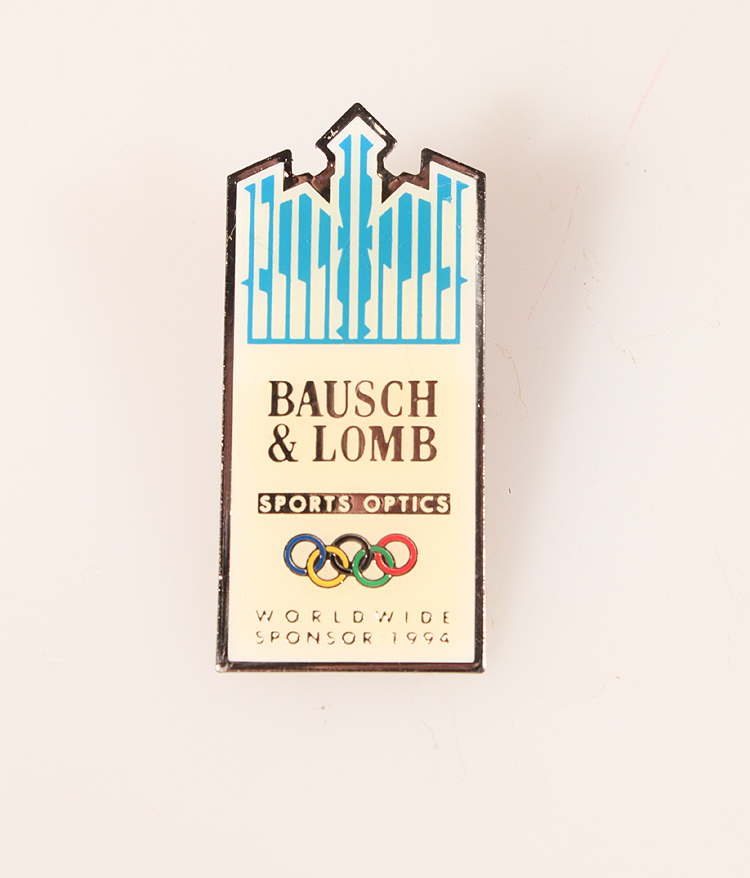 BAUSCH
& LOMB
SPORTS OPTICS
WORLDWIDE
SPONSOR 1994